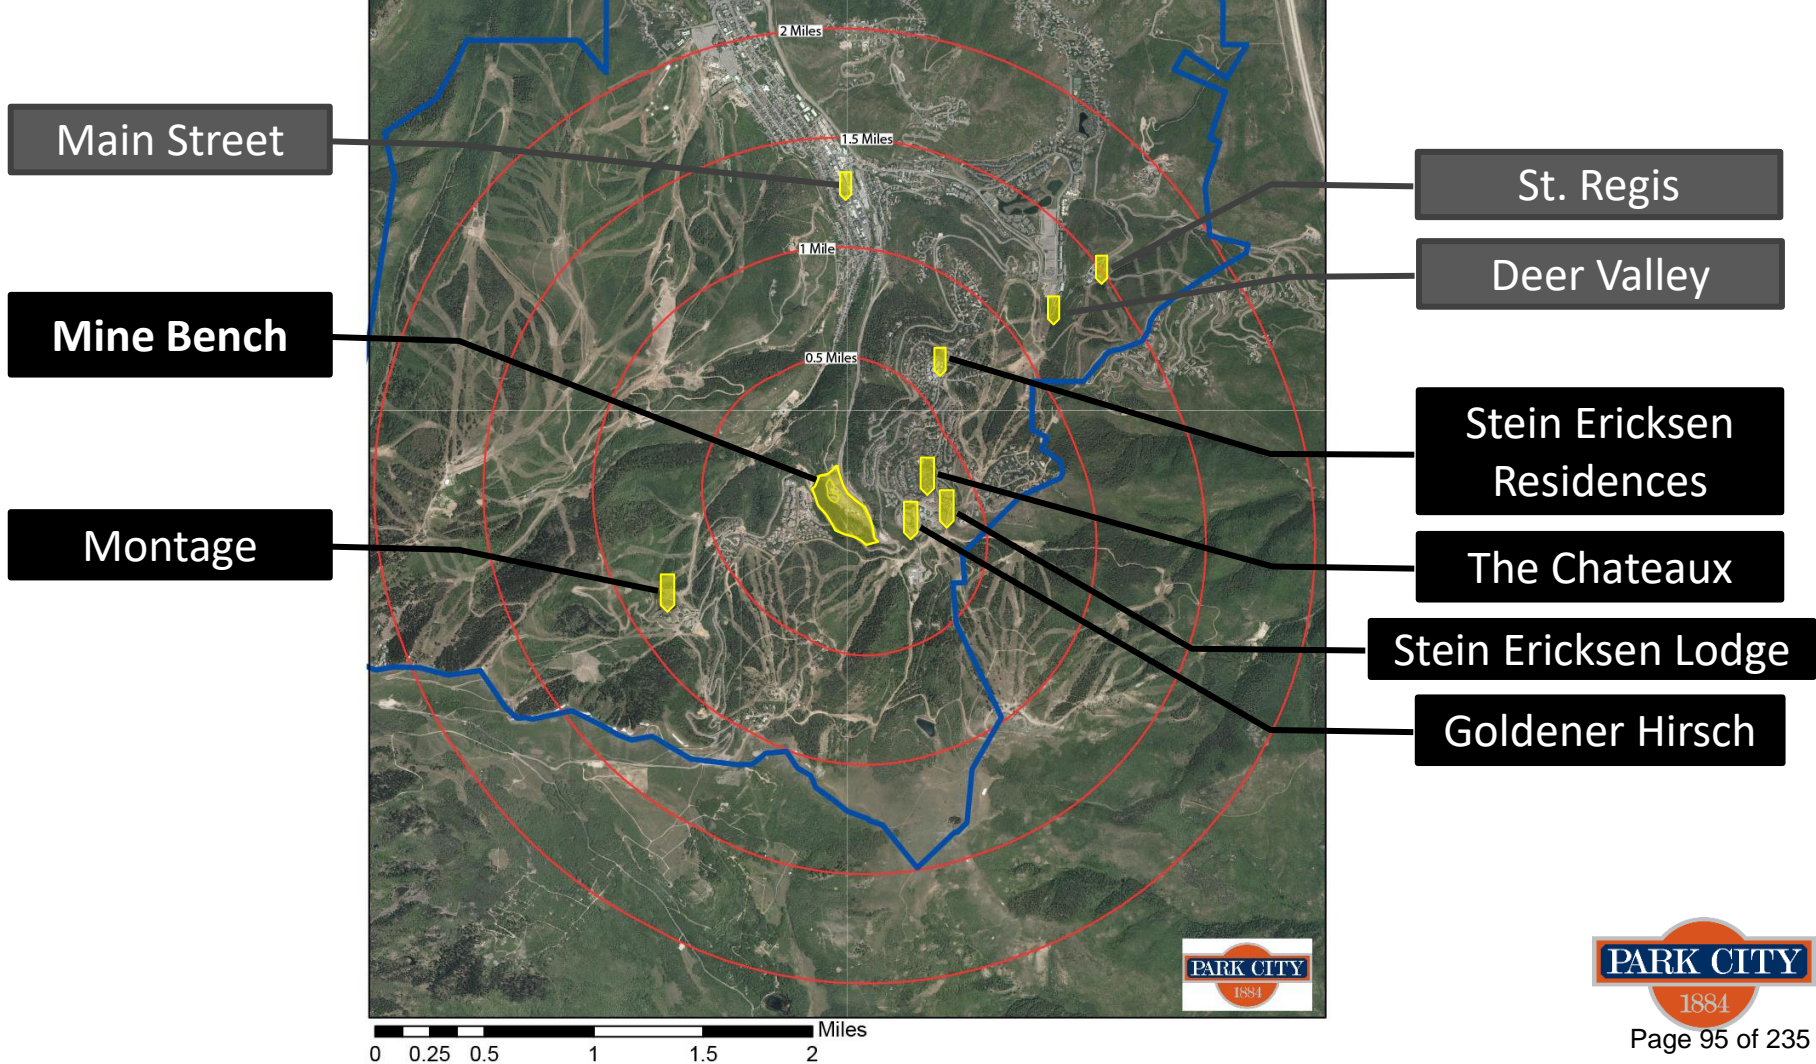 2 Miles
Main Street
1.5 Miles
St. Regis
1 Mile
Deer Valley
Mine Bench
0.5 Miles
Stein Ericksen
Residences
Montage
The Chateaux
Stein Ericksen Lodge
Goldener Hirsch
PARK CITY
1884
PARK CITY
1884
Miles
0 0.25 0.5 1 1.5 2
Page 95 of 235